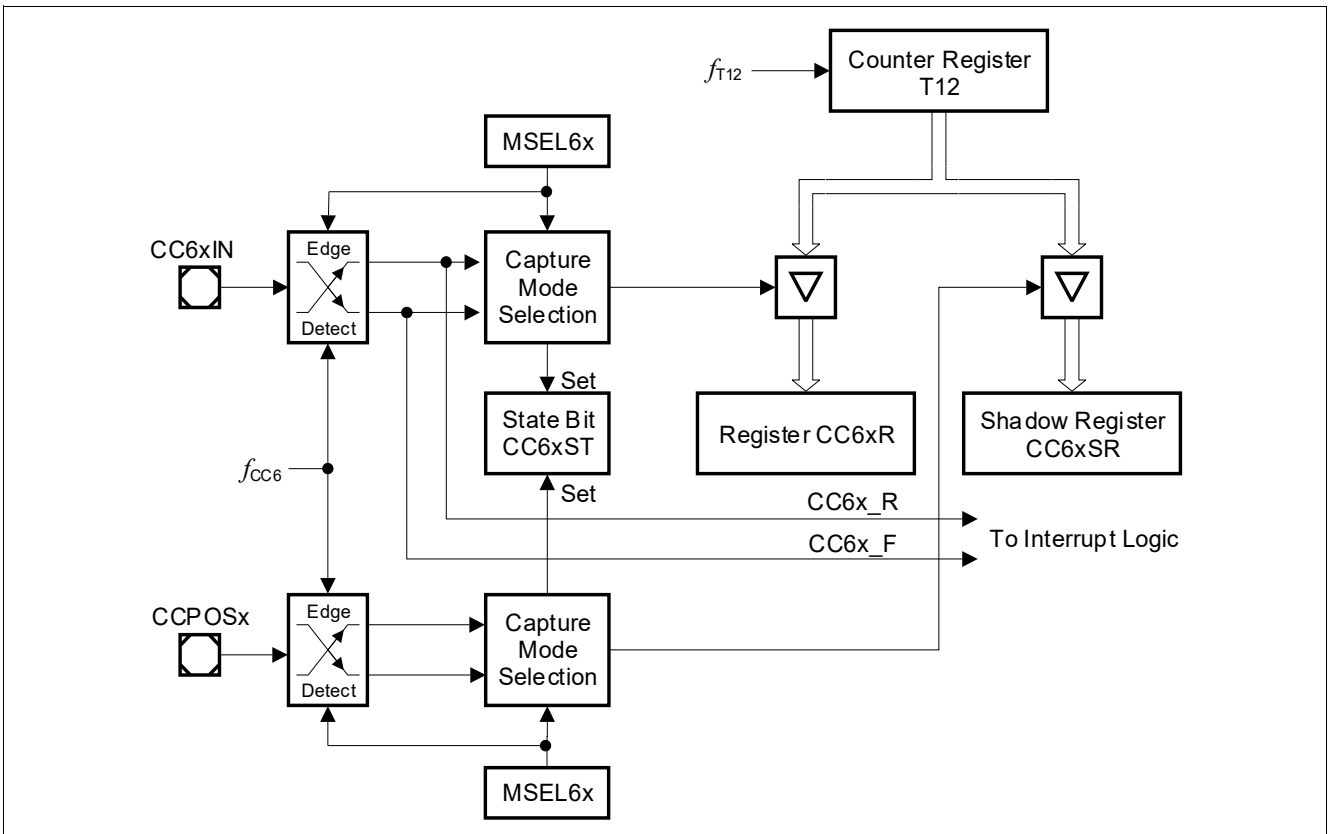 Counter Register
T12
fT12
MSEL6x
CC6xIN
Edge
Detect
Capture
Mode
Selection
Set
State Bit
CC6xST
Register CC6xR
Shadow Register
CC6xSR
fCC6
Set
CC6x_R
CC6x_F
To Interrupt Logic
CCPOSx
Edge
Detect
Capture
Mode
Selection
MSEL6x